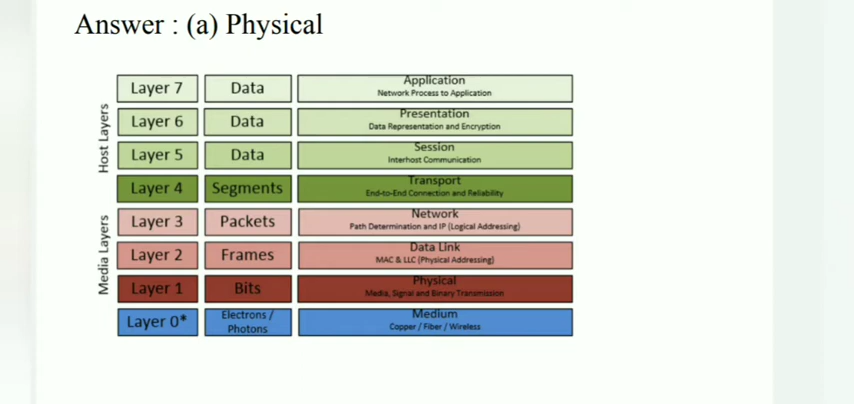 Answer : (a) Physical
Host Layers
Layer 7 Data Application
Network Process to Application
Layer 6 Data Presentation
Data Representation and Encryption
Layer 5 Data Session
Interhost Communication
Layer 4 Segments Transport
End-to-End Connection and Reliability
Media Layers
Layer 3 Packets Network
Path Determination and IP (Logical Addressing)
Layer 2 Frames Data Link
MAC & LLC (Physical Addressing)
Layer 1 Bits Physical
Media, Signal and Binary Transmission
Layer 0* Electrons / Photons Medium
Copper / Fiber / Wireless